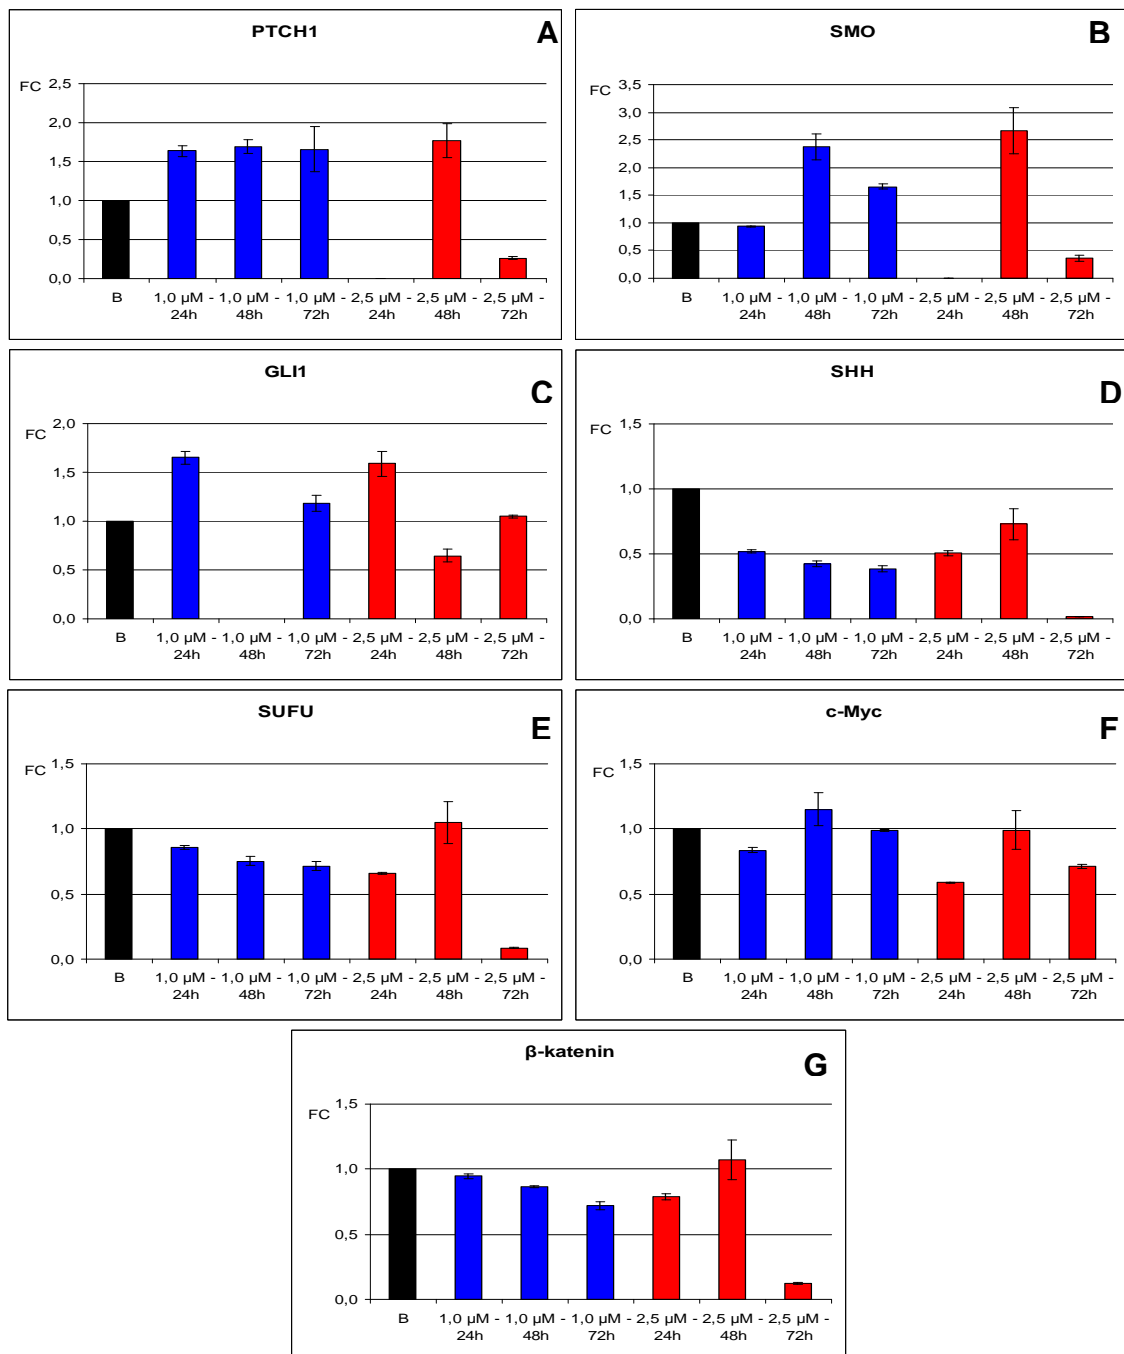 PTCH1 A
FC
2,5
2,0
1,5
1,0
0,5
0,0
B 1,0 µM - 1,0 µM - 1,0 µM - 2,5 µM - 2,5 µM - 2,5 µM -
24h 48h 72h 24h 48h 72h
SMO B
FC
3,5
3,0
2,5
2,0
1,5
1,0
0,5
0,0
B 1,0 µM - 1,0 µM - 1,0 µM - 2,5 µM - 2,5 µM - 2,5 µM -
24h 48h 72h 24h 48h 72h
GLI1 C
FC
2,0
1,5
1,0
0,5
0,0
B 1,0 µM - 1,0 µM - 1,0 µM - 2,5 µM - 2,5 µM - 2,5 µM -
24h 48h 72h 24h 48h 72h
SHH D
FC
1,5
1,0
0,5
0,0
B 1,0 µM - 1,0 µM - 1,0 µM - 2,5 µM - 2,5 µM - 2,5 µM -
24h 48h 72h 24h 48h 72h
SUFU E
FC
1,5
1,0
0,5
0,0
B 1,0 µM - 1,0 µM - 1,0 µM - 2,5 µM - 2,5 µM - 2,5 µM -
24h 48h 72h 24h 48h 72h
c-Myc F
FC
1,5
1,0
0,5
0,0
B 1,0 µM - 1,0 µM - 1,0 µM - 2,5 µM - 2,5 µM - 2,5 µM -
24h 48h 72h 24h 48h 72h
β-katenin G
FC
1,5
1,0
0,5
0,0
B 1,0 µM - 1,0 µM - 1,0 µM - 2,5 µM - 2,5 µM - 2,5 µM -
24h 48h 72h 24h 48h 72h